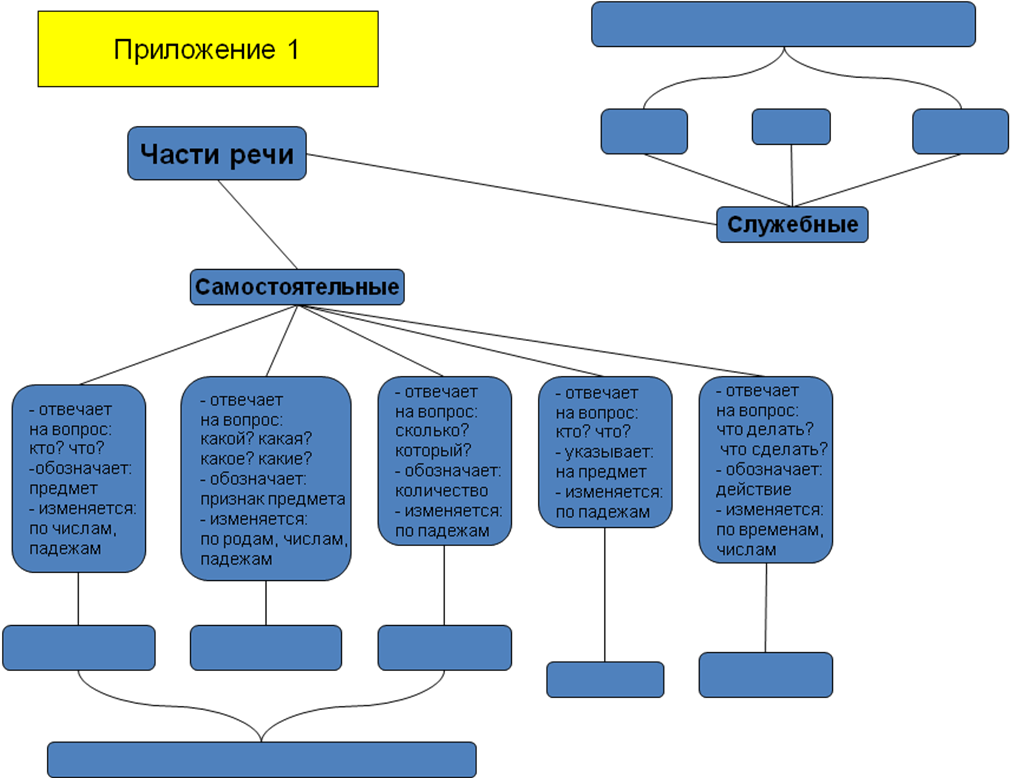 Приложение 1
Части речи
Служебные
Самостоятельные
- отвечает
на вопрос:
кто? что?
-обозначает:
предмет
- изменяется:
по числам,
падежам
- отвечает
на вопрос:
какой? какая?
какое? какие?
- обозначает:
признак предмета
- изменяется:
по родам, числам,
падежам
- отвечает
на вопрос:
сколько?
который?
- обозначает:
количество
- изменяется:
по падежам
- отвечает
на вопрос:
кто? что?
- указывает:
на предмет
- изменяется:
по падежам
- отвечает
на вопрос:
что делать?
что сделать?
- обозначает:
действие
- изменяется:
по временам,
числам